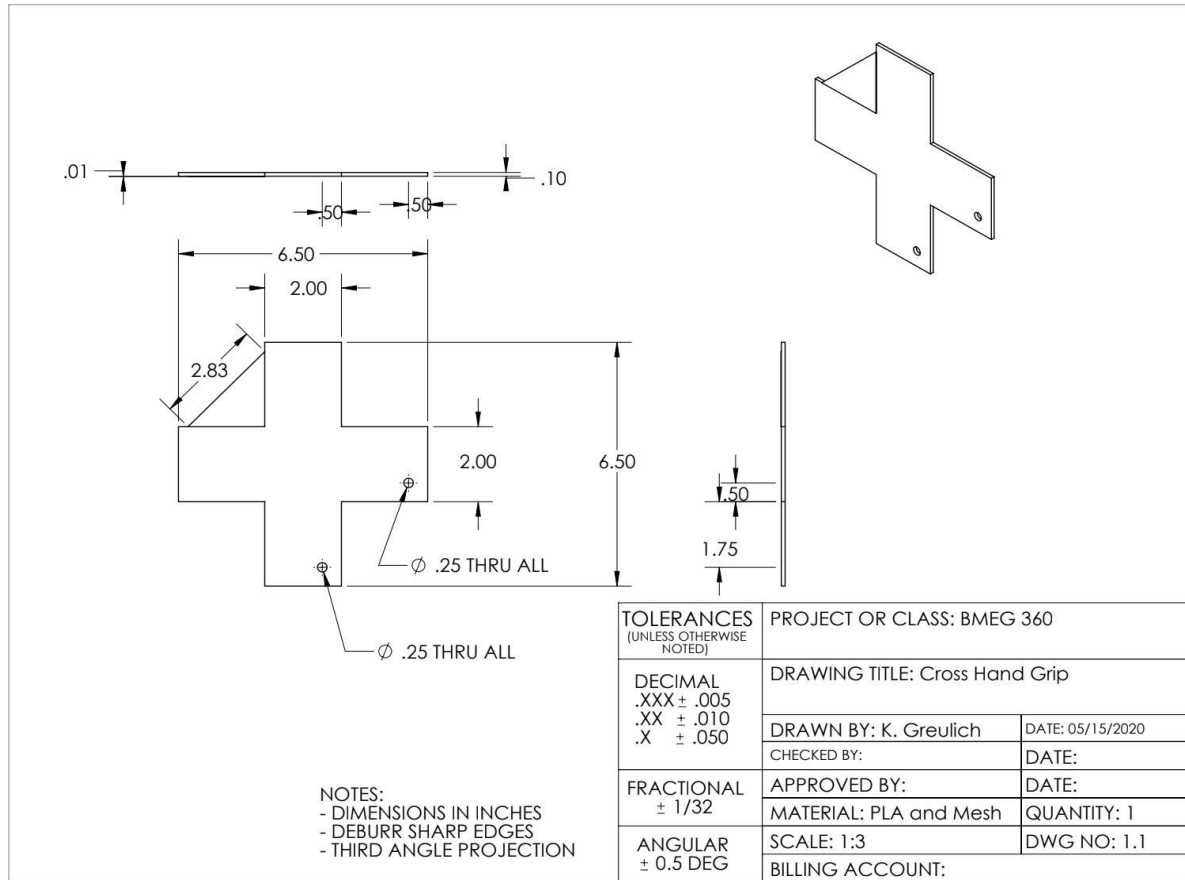 .01
.10
.50
.50
6.50
2.00
2.83
2.00
6.50
.50
1.75
Ø .25 THRU ALL
Ø .25 THRU ALL
NOTES:
- DIMENSIONS IN INCHES
- DEBURR SHARP EDGES
- THIRD ANGLE PROJECTION
TOLERANCES
(UNLESS OTHERWISE
NOTED)
DECIMAL
.XXX ± .005
.XX ± .010
.X ± .050
FRACTIONAL
± 1/32
ANGULAR
± 0.5 DEG
PROJECT OR CLASS: BMEG 360
DRAWING TITLE: Cross Hand Grip
DRAWN BY: K. Greulich
DATE: 05/15/2020
CHECKED BY:
DATE:
APPROVED BY:
DATE:
MATERIAL: PLA and Mesh
QUANTITY: 1
SCALE: 1:3
DWG NO: 1.1
BILLING ACCOUNT: